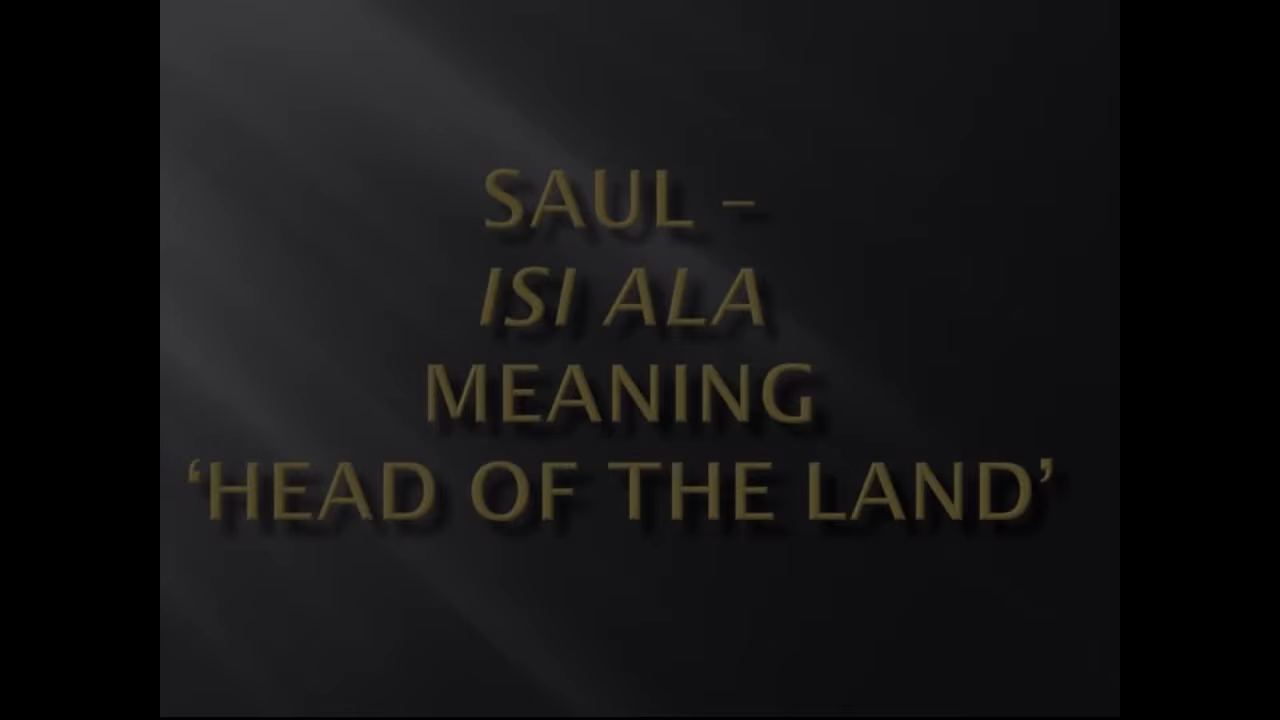 SAUL –
ISI ALA
MEANING
‘HEAD OF THE LAND’